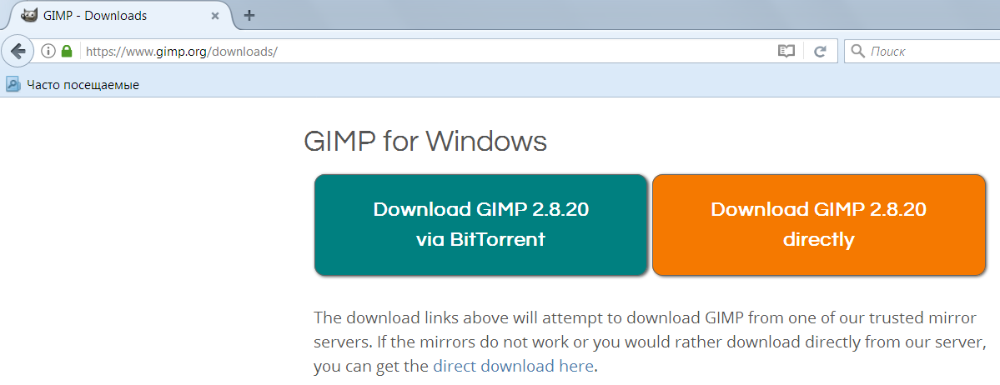 GIMP - Downloads
https://www.gimp.org/downloads/
Поиск
Часто посещаемые
GIMP for Windows
Download GIMP 2.8.20
via BitTorrent
Download GIMP 2.8.20
directly
The download links above will attempt to download GIMP from one of our trusted mirror
servers. If the mirrors do not work or you would rather download directly from our server,
you can get the direct download here.